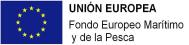 UNIÓN EUROPEA
Fondo Europeo Marítimo
y de la Pesca